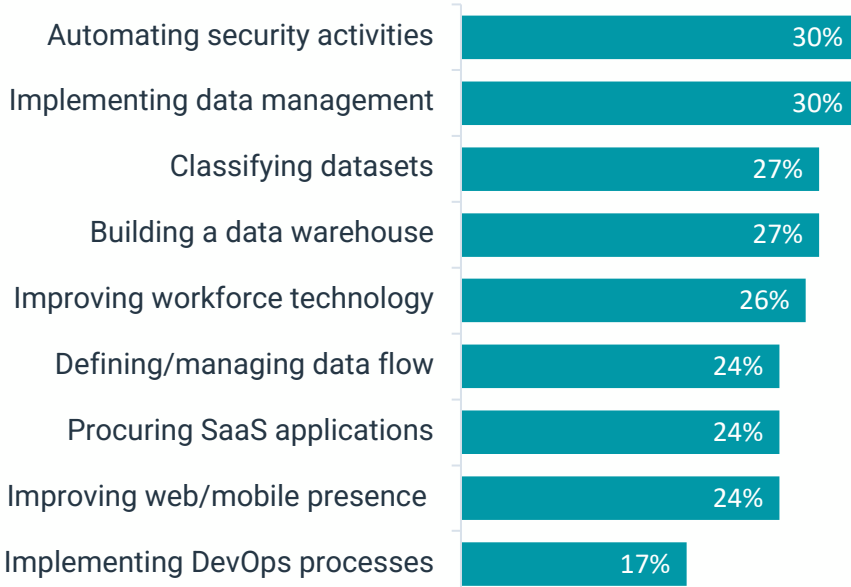 Automating security activities 30%
Implementing data management 30%
Classifying datasets 27%
Building a data warehouse 27%
Improving workforce technology 26%
Defining/managing data flow 24%
Procuring SaaS applications 24%
Improving web/mobile presence 24%
Implementing DevOps processes 17%